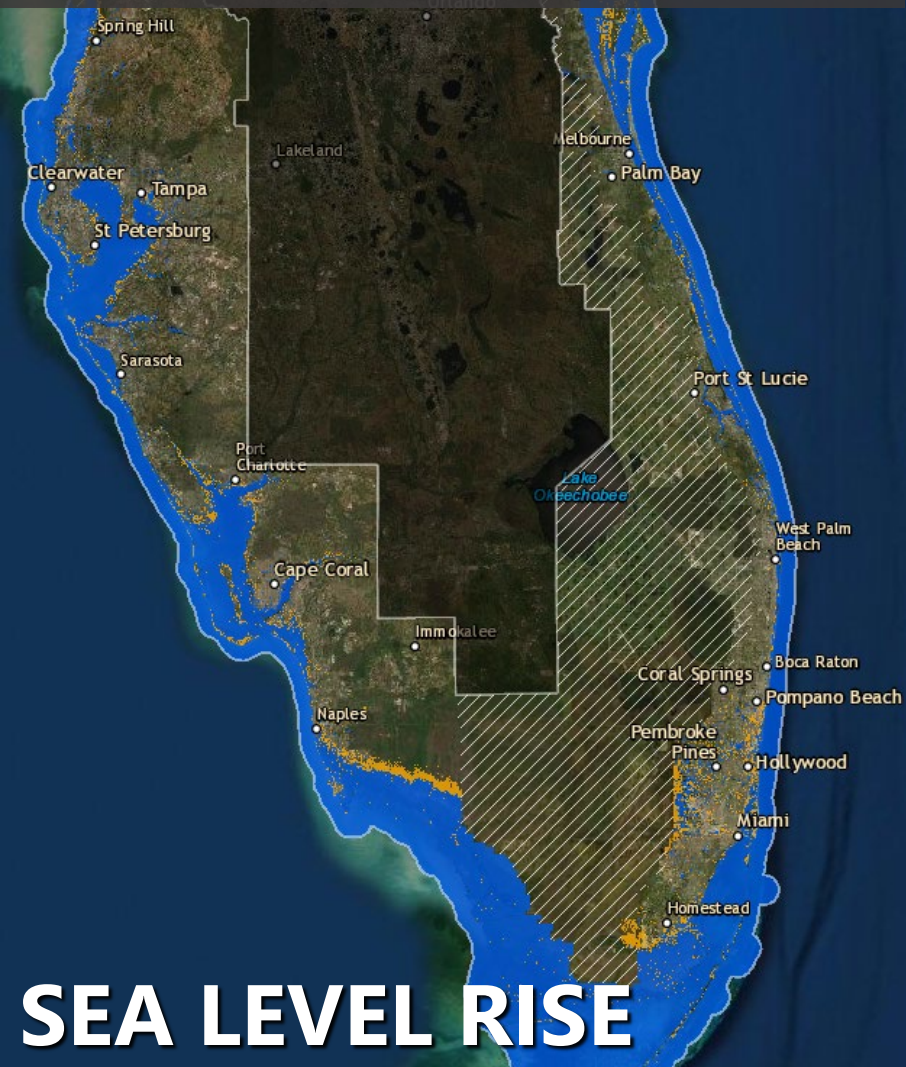 Orlando
Spring Hill
Melbourne
Lakeland
Clearwater
Palm Bay
Tampa
St Petersburg
Sarasota
Port St Lucie
Port
Charlotte
Lake
Okeechobee
West Palm
Beach
Cape Coral
Immokalee
Boca Raton
Coral Springs
Pompano Beach
Naples
Pembroke
Pines
Hollywood
Miami
Homestead
SEA LEVEL RISE